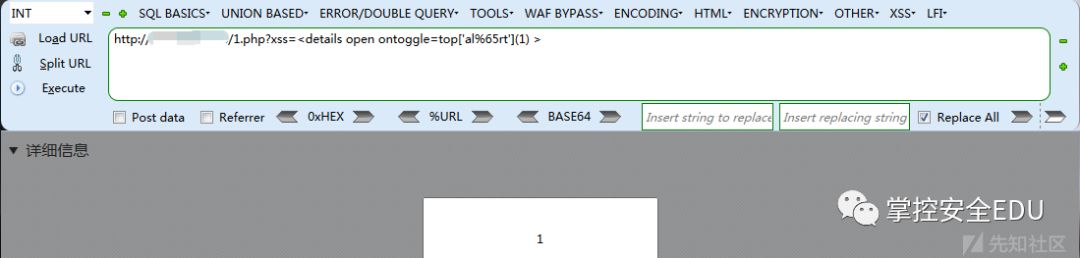 INT SQL BASICS UNION BASED ERROR/DOUBLE QUERY TOOLS WAF BYPASS ENCODING HTML ENCRYPTION OTHER XSS LFI
Load URL http:// /1.php?xss=<details open ontoggle=top['al%65rt'](1) >
Split URL
Execute
Post data Referrer 0xHEX %URL BASE64 Insert string to replace Insert replacing string Replace All
详细信息
1
掌控安全EDU
先知社区